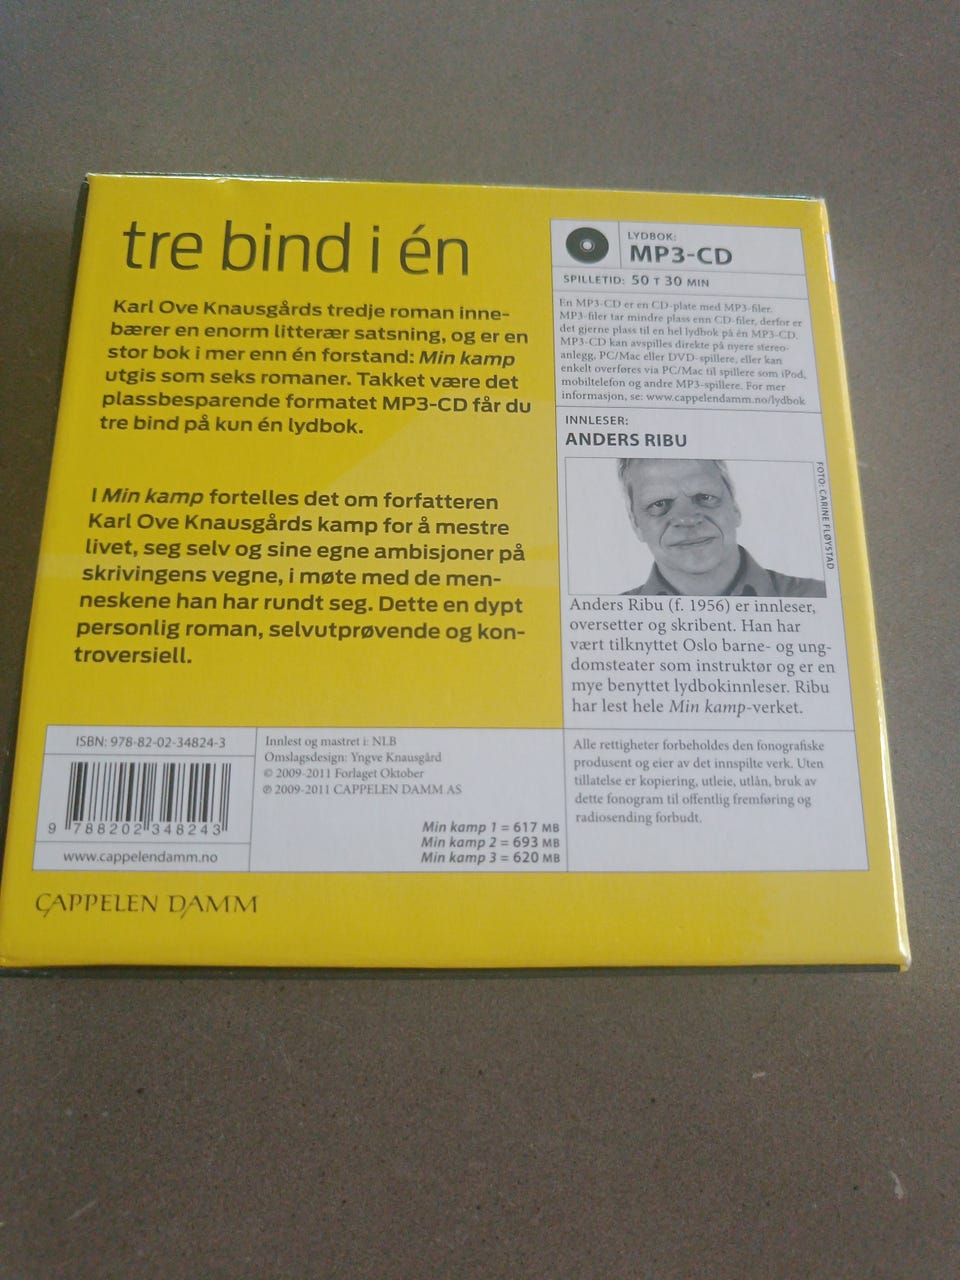 tre bind i én
Karl Ove Knausgårds tredje roman inne-
bærer en enorm litterær satsning, og er en
stor bok i mer enn én forstand: Min kamp
utgis som seks romaner. Takket være det
plassbesparende formatet MP3-CD får du
tre bind på kun én lydbok.
I Min kamp fortelles det om forfatteren
Karl Ove Knausgårds kamp for å mestre
livet, seg selv og sine egne ambisjoner på
skrivingens vegne, i møte med de men-
neskene han har rundt seg. Dette en dypt
personlig roman, selvutprøvende og kon-
troversiell.
LYDBOK:
MP3-CD
SPILLETID: 50 T 30 MIN
En MP3-CD er en CD-plate med MP3-filer.
MP3-filer tar mindre plass enn CD-filer, derfor er
det gjerne plass til en hel lydbok på én MP3-CD.
MP3-CD kan avspilles direkte på nyere stereo-
anlegg, PC/Mac eller DVD-spillere, eller kan
enkelt overføres via PC/Mac til spillere som iPod,
mobiltelefon og andre MP3-spillere. For mer
informasjon, se: www.cappelendamm.no/lydbok
INNLESER:
ANDERS RIBU
FOTO: CARINE FLØYSTAD
Anders Ribu (f. 1956) er innleser,
oversetter og skribent. Han har
vært tilknyttet Oslo barne- og ung-
domsteater som instruktør og er en
mye benyttet lydbokinnleser. Ribu
har lest hele Min kamp-verket.
ISBN: 978-82-02-34824-3
9 788202 348243
www.cappelendamm.no
Innlest og mastret i: NLB
Omslagsdesign: Yngve Knausgård
© 2009-2011 Forlaget Oktober
℗ 2009-2011 CAPPELEN DAMM AS
Min kamp 1 = 617 MB
Min kamp 2 = 693 MB
Min kamp 3 = 620 MB
Alle rettigheter forbeholdes den fonografiske
produsent og eier av det innspilte verk. Uten
tillatelse er kopiering, utleie, utlån, bruk av
dette fonogram til offentlig fremføring og
radiosending forbudt.
CAPPELEN DAMM